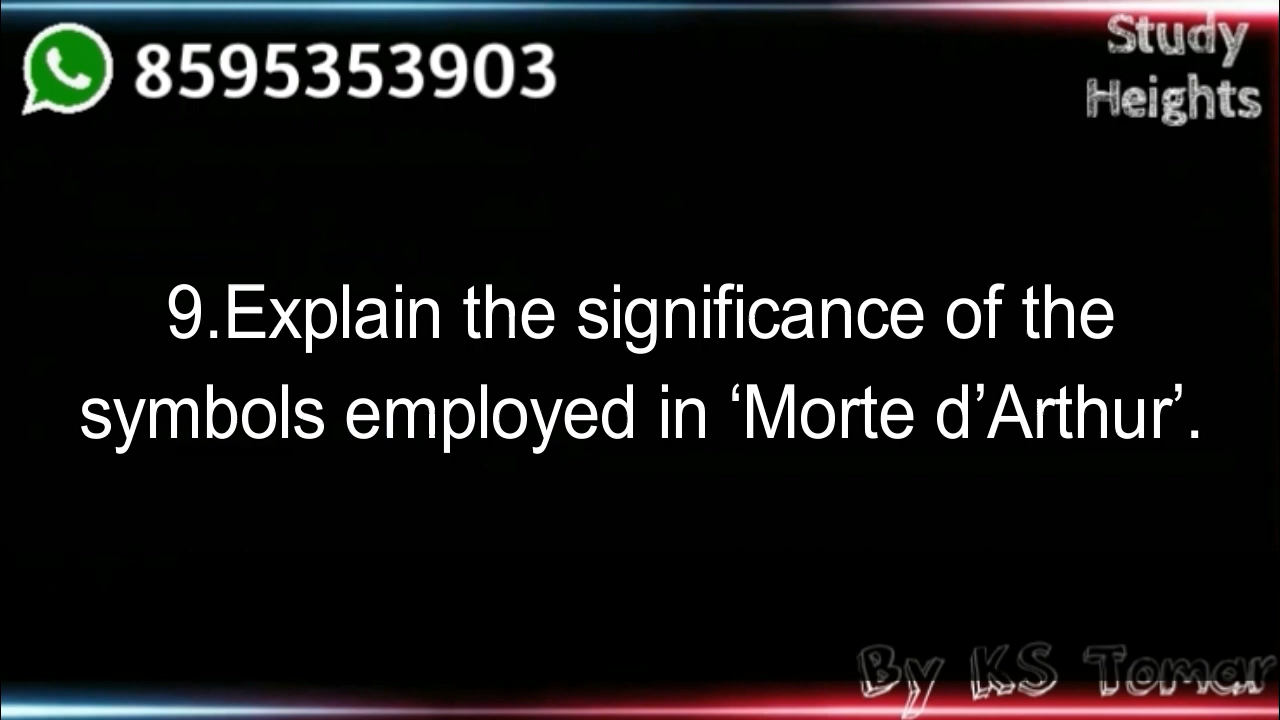 8595353903
Study
Heights
9.Explain the significance of the
symbols employed in ‘Morte d’Arthur’.
By KS Tomar